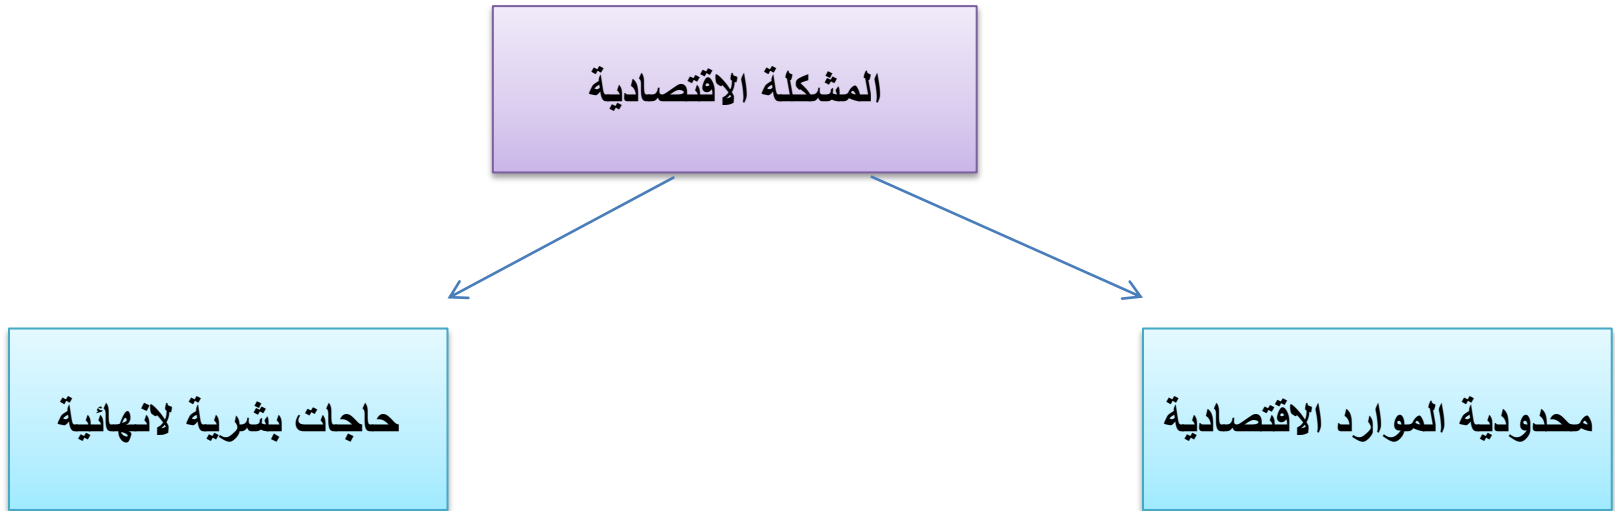 المشكلة الاقتصادية
محدودية الموارد الاقتصادية
حاجات بشرية لانهائية